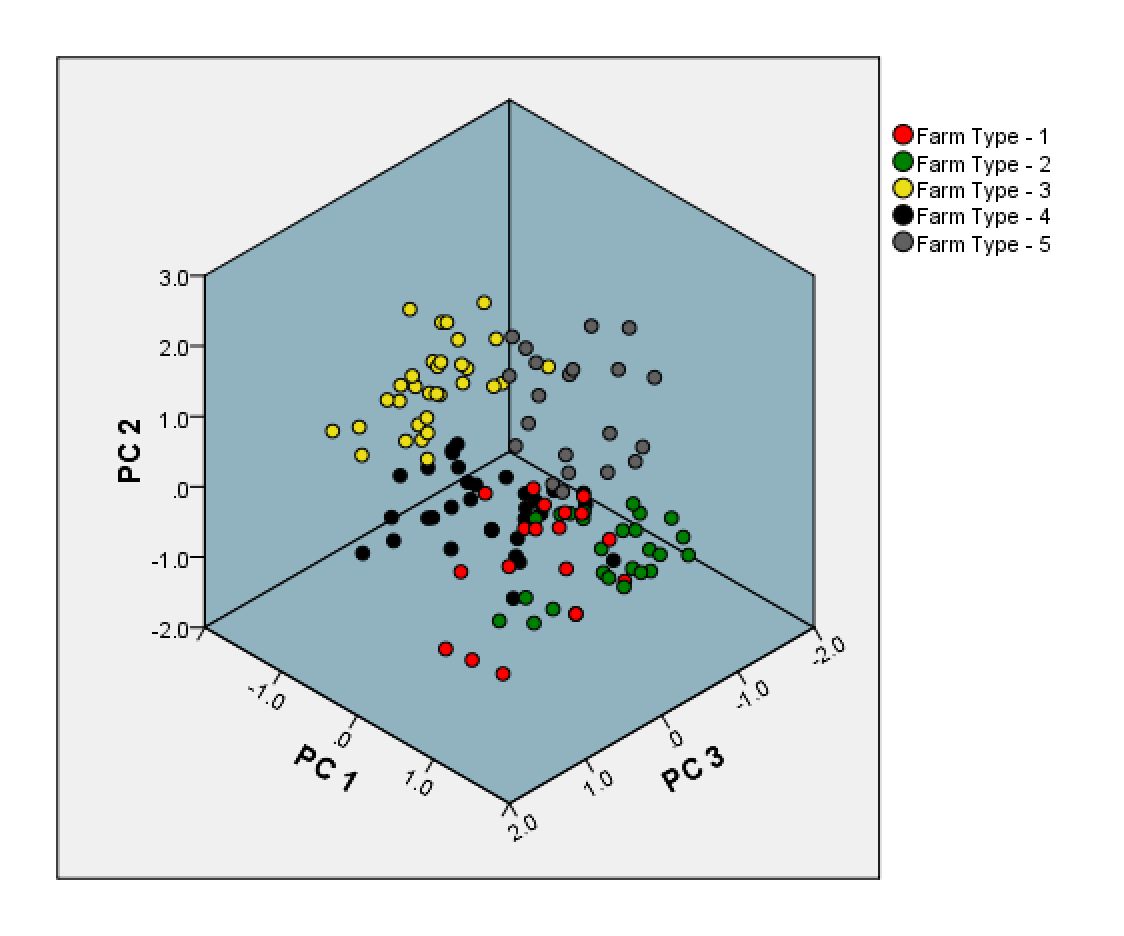 Farm Type - 1
Farm Type - 2
Farm Type - 3
Farm Type - 4
Farm Type - 5
3.0
2.0
1.0
.0
-1.0
-2.0
PC 2
-1.0
.0
1.0
2.0
PC 1
-2.0
-1.0
.0
1.0
PC 3